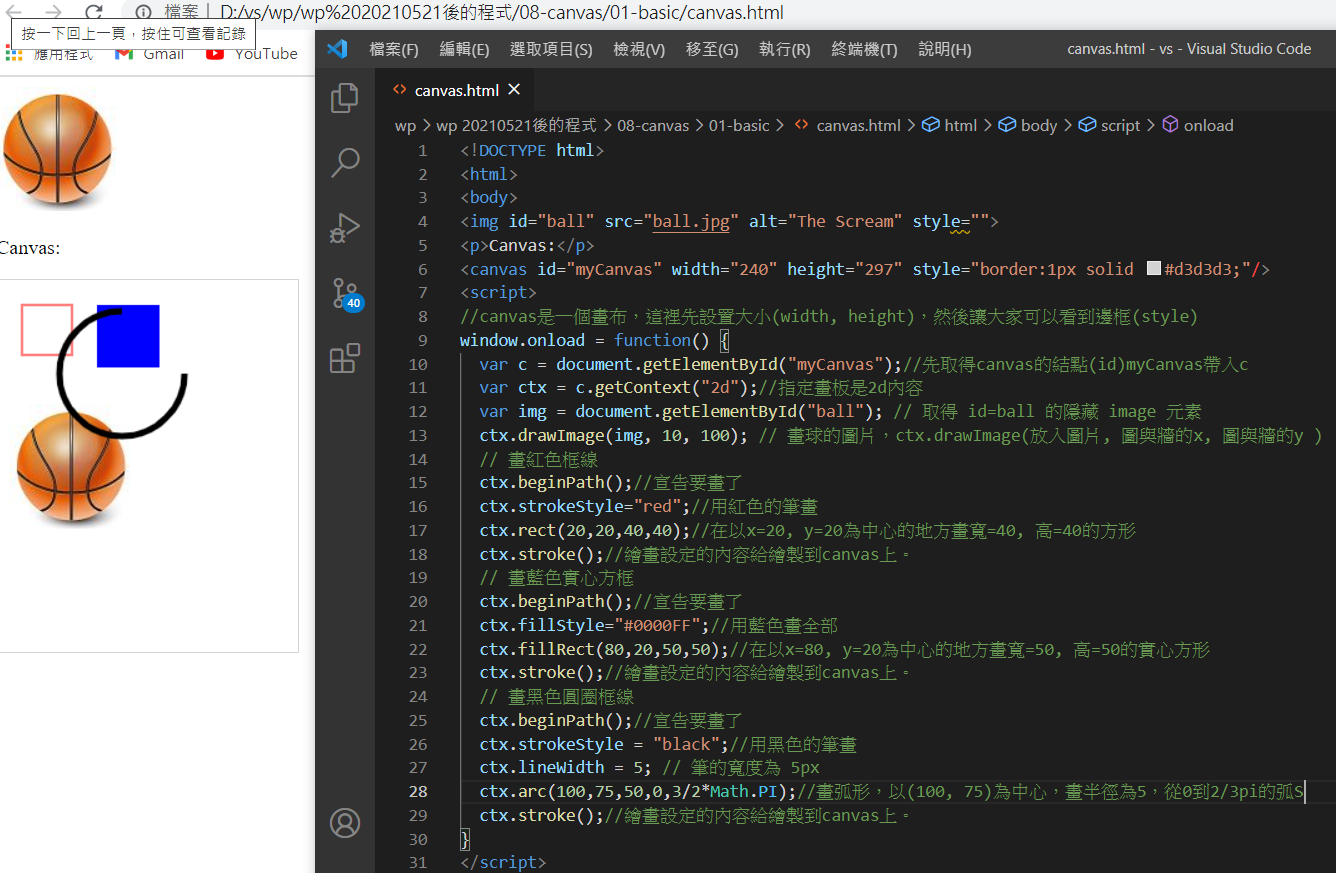 檔案 | D:/vs/wp/wp%2020210521後的程式/08-canvas/01-basic/canvas.html
按一下回上一頁，按住可查看記錄
應用程式 Gmail YouTube
Canvas:
檔案(F) 編輯(E) 選取項目(S) 檢視(V) 移至(G) 執行(R) 終端機(T) 說明(H) canvas.html - vs - Visual Studio Code
40
<> canvas.html ×
wp > wp 20210521後的程式 > 08-canvas > 01-basic > <> canvas.html > html > body > script > onload
1 <!DOCTYPE html>
2 <html>
3 <body>
4 <img id="ball" src="ball.jpg" alt="The Scream" style="">
5 <p>Canvas:</p>
6 <canvas id="myCanvas" width="240" height="297" style="border:1px solid #d3d3d3;"/>
7 <script>
8 //canvas是一個畫布，這裡先設置大小(width, height)，然後讓大家可以看到邊框(style)
9 window.onload = function() {
10 var c = document.getElementById("myCanvas");//先取得canvas的結點(id)myCanvas帶入c
11 var ctx = c.getContext("2d");//指定畫板是2d內容
12 var img = document.getElementById("ball"); // 取得 id=ball 的隱藏 image 元素
13 ctx.drawImage(img, 10, 100); // 畫球的圖片，ctx.drawImage(放入圖片, 圖與牆的x, 圖與牆的y )
14 // 畫紅色框線
15 ctx.beginPath();//宣告要畫了
16 ctx.strokeStyle="red";//用紅色的筆畫
17 ctx.rect(20,20,40,40);//在以x=20, y=20為中心的地方畫寬=40, 高=40的方形
18 ctx.stroke();//繪畫設定的內容給繪製到canvas上。
19 // 畫藍色實心方框
20 ctx.beginPath();//宣告要畫了
21 ctx.fillStyle="#0000FF";//用藍色畫全部
22 ctx.fillRect(80,20,50,50);//在以x=80, y=20為中心的地方畫寬=50, 高=50的實心方形
23 ctx.stroke();//繪畫設定的內容給繪製到canvas上。
24 // 畫黑色圓圈框線
25 ctx.beginPath();//宣告要畫了
26 ctx.strokeStyle = "black";//用黑色的筆畫
27 ctx.lineWidth = 5; // 筆的寬度為 5px
28 ctx.arc(100,75,50,0,3/2*Math.PI);//畫弧形，以(100, 75)為中心，畫半徑為5，從0到2/3pi的弧S
29 ctx.stroke();//繪畫設定的內容給繪製到canvas上。
30 }
31 </script>